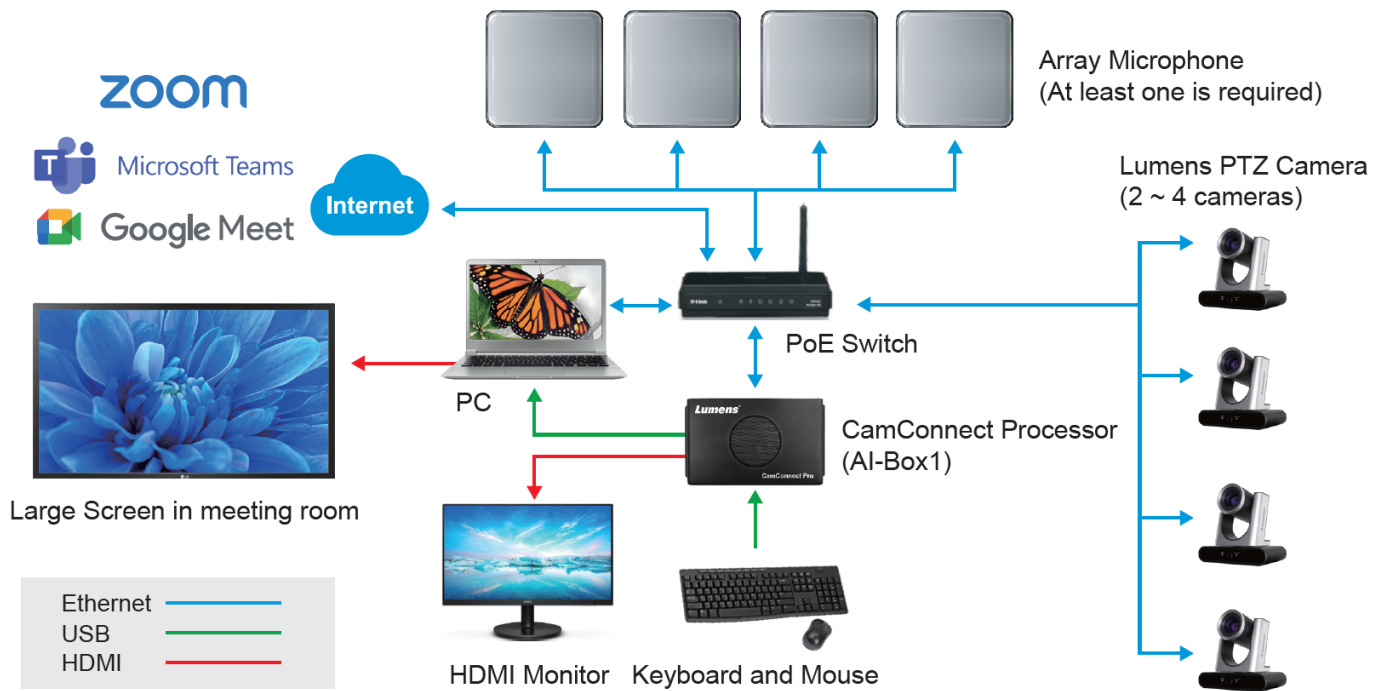 zoom
Microsoft Teams
Google Meet
Internet
Array Microphone
(At least one is required)
Lumens PTZ Camera
(2 ~ 4 cameras)
D-Link
PoE Switch
PC
Lumens
CamConnect Pro
CamConnect Processor
(AI-Box1)
Large Screen in meeting room
HDMI Monitor
Keyboard and Mouse
Ethernet
USB
HDMI